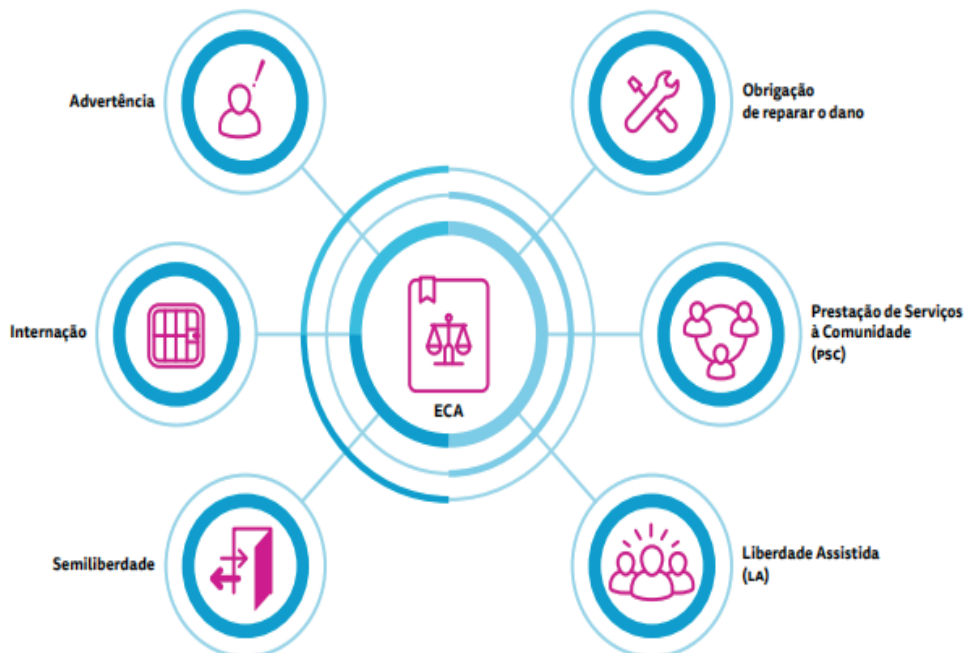 Advertência
Obrigação
de reparar o dano
Internação
ECA
Prestação de Serviços
à Comunidade
(PSC)
Semiliberdade
Liberdade Assistida
(LA)